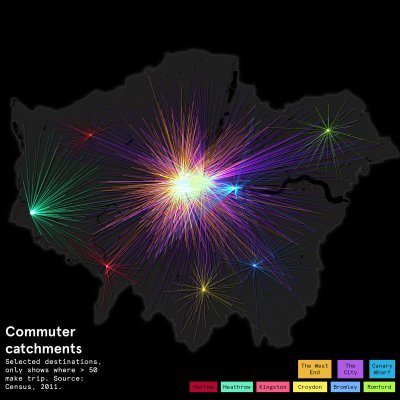 Commuter
catchments
Selected destinations,
only shows where > 50
make trip. Source:
Census, 2011.
The West
End
The
City
Canary
Wharf
Harrow
Heathrow
Kingston
Croydon
Bromley
Romford